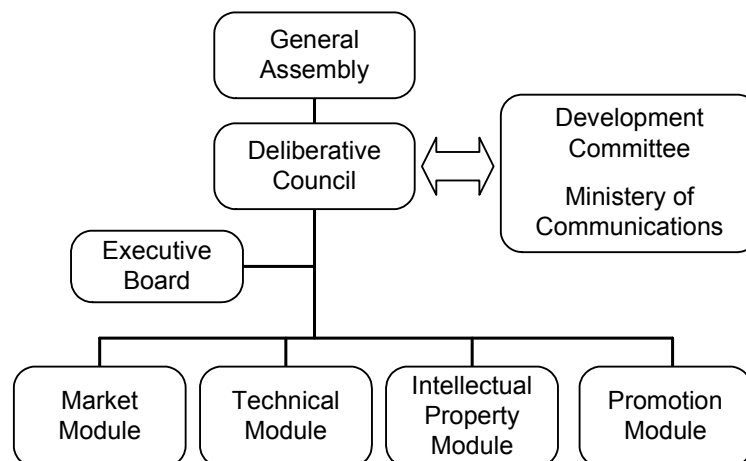 General
Assembly
Deliberative
Council
Development
Committee
Ministery of
Communications
Executive
Board
Market
Module
Technical
Module
Intellectual
Property
Module
Promotion
Module